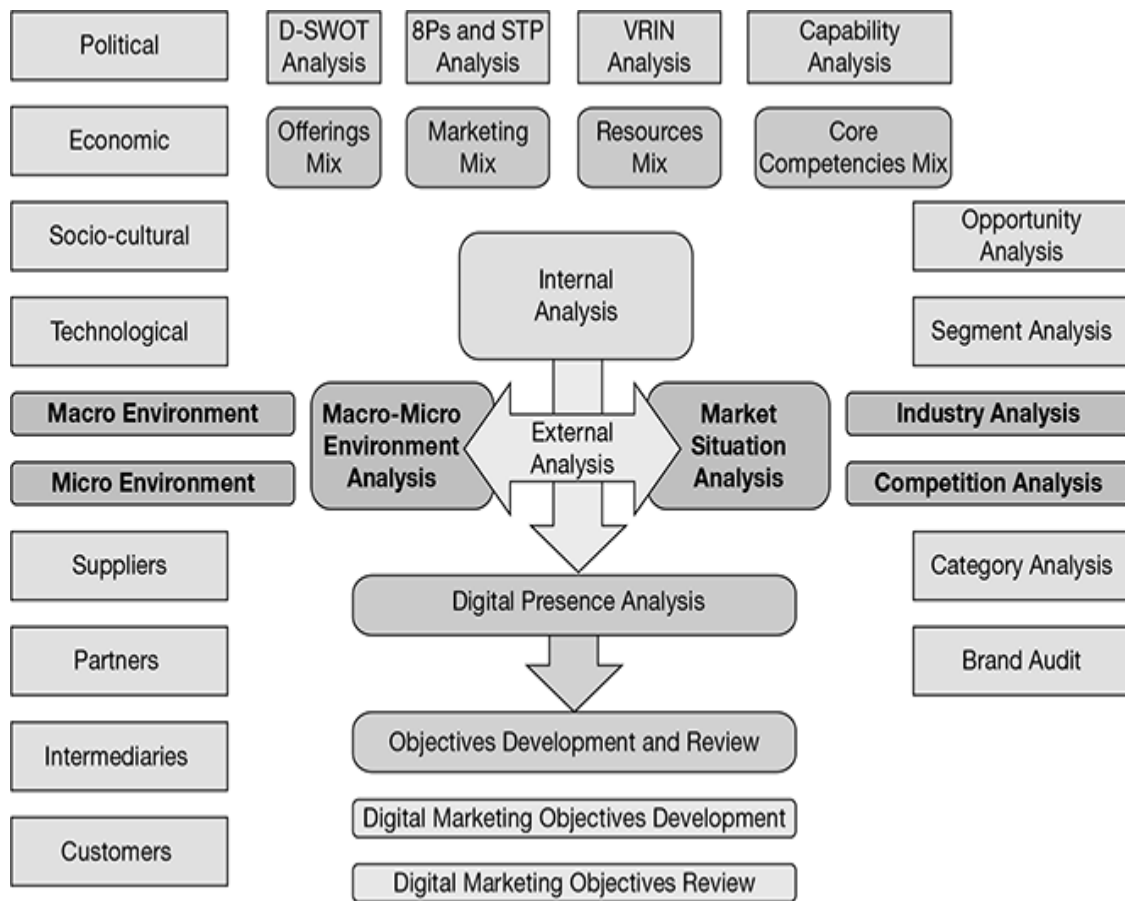 Political
D-SWOT
Analysis
8Ps and STP
Analysis
VRIN
Analysis
Capability
Analysis
Economic
Offerings
Mix
Marketing
Mix
Resources
Mix
Core
Competencies Mix
Socio-cultural
Opportunity
Analysis
Internal
Analysis
Technological
Segment Analysis
Macro Environment
Micro Environment
Macro-Micro
Environment
Analysis
External
Analysis
Market
Situation
Analysis
Industry Analysis
Competition Analysis
Suppliers
Category Analysis
Digital Presence Analysis
Partners
Brand Audit
Intermediaries
Objectives Development and Review
Digital Marketing Objectives Development
Customers
Digital Marketing Objectives Review